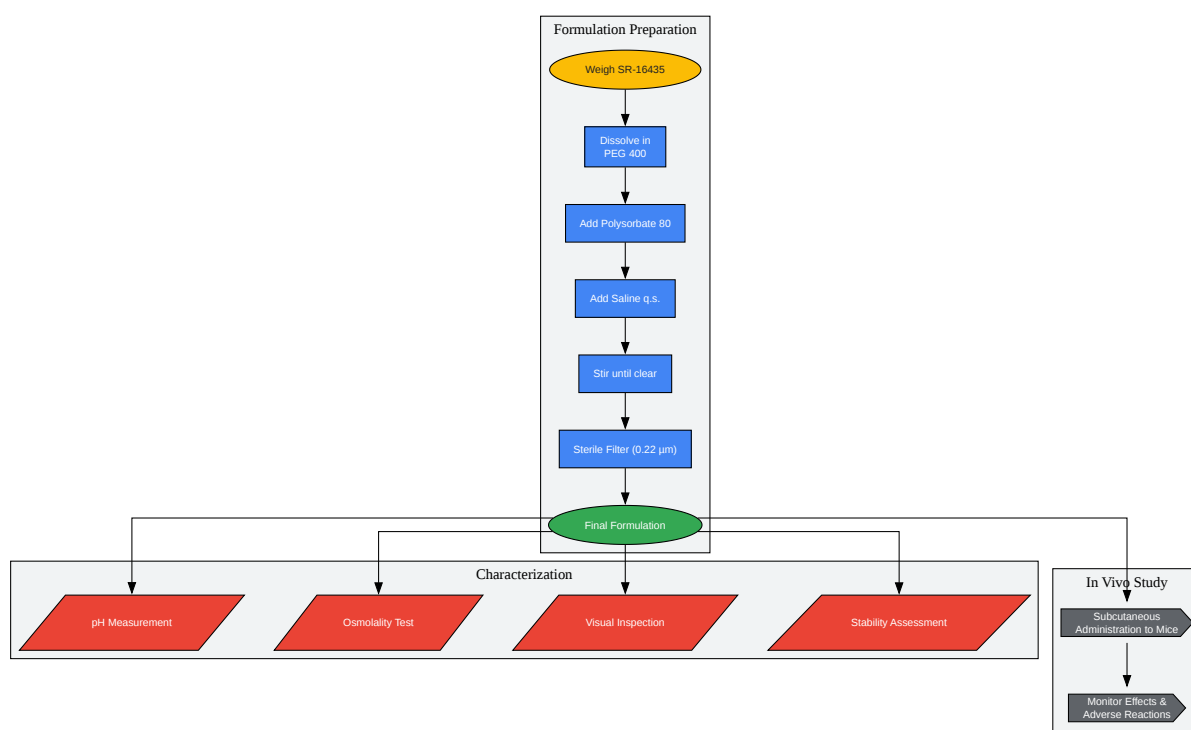 Formulation Preparation
Weigh SR-16435
Dissolve in
PEG 400
Add Polysorbate 80
Add Saline q.s.
Stir until clear
Sterile Filter (0.22 µm)
Final Formulation
Characterization
pH Measurement
Osmolality Test
Visual Inspection
Stability Assessment
In Vivo Study
Subcutaneous
Administration to Mice
Monitor Effects &
Adverse Reactions